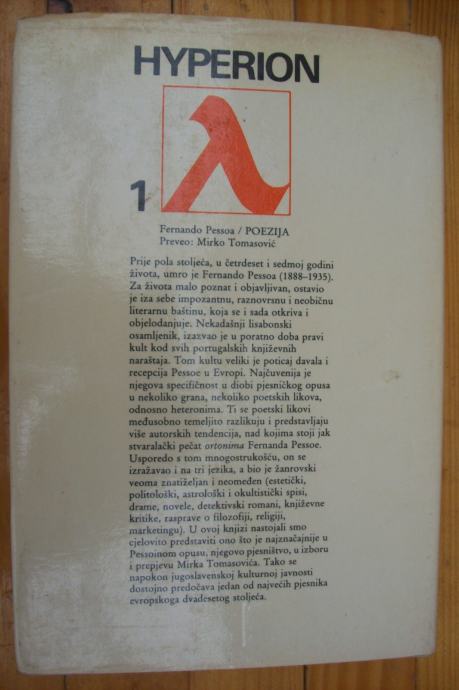 HYPERION
1
λ
Fernando Pessoa / POEZIJA
Preveo: Mirko Tomasović
Prije pola stoljeća, u četrdeset i sedmoj godini
života, umro je Fernando Pessoa (1888–1935).
Za života malo poznat i objavljivan, ostavio
je iza sebe impozantnu, raznovrsnu i neobičnu
literarnu baštinu, koja se i sada otkriva i
objelodanjuje. Nekadašnji lisabonski
osamljenik, izazvao je u poratno doba pravi
kult kod svih portugalskih književnih
naraštaja. Tom kultu veliki je poticaj davala i
recepcija Pessoe u Evropi. Najčuvenija je
njegova specifičnost u diobi pjesničkog opusa
u nekoliko grana, nekoliko poetskih likova,
odnosno heteronima. Ti se poetski likovi
međusobno temeljito razlikuju i predstavljaju
više autorskih tendencija, nad kojima stoji jak
stvaralački pečat ortonima Fernanda Pessoe.
Usporedo s tom mnogostrukošću, on se
izražavao i na tri jezika, a bio je žanrovski
veoma znatiželjan i neomeđen (estetički,
politološki, astrološki i okultistički spisi,
drame, novele, detektivski romani, književne
kritike, rasprave o filozofiji, religiji,
marketingu). U ovoj knjizi nastojali smo
cjelovito predstaviti ono što je najznačajnije u
Pessoinom opusu, njegovo pjesništvo, u izboru
i prepjevu Mirka Tomasovića. Tako se
napokon jugoslavenskoj kulturnoj javnosti
dostojno predočava jedan od najvećih pjesnika
evropskoga dvadesetog stoljeća.